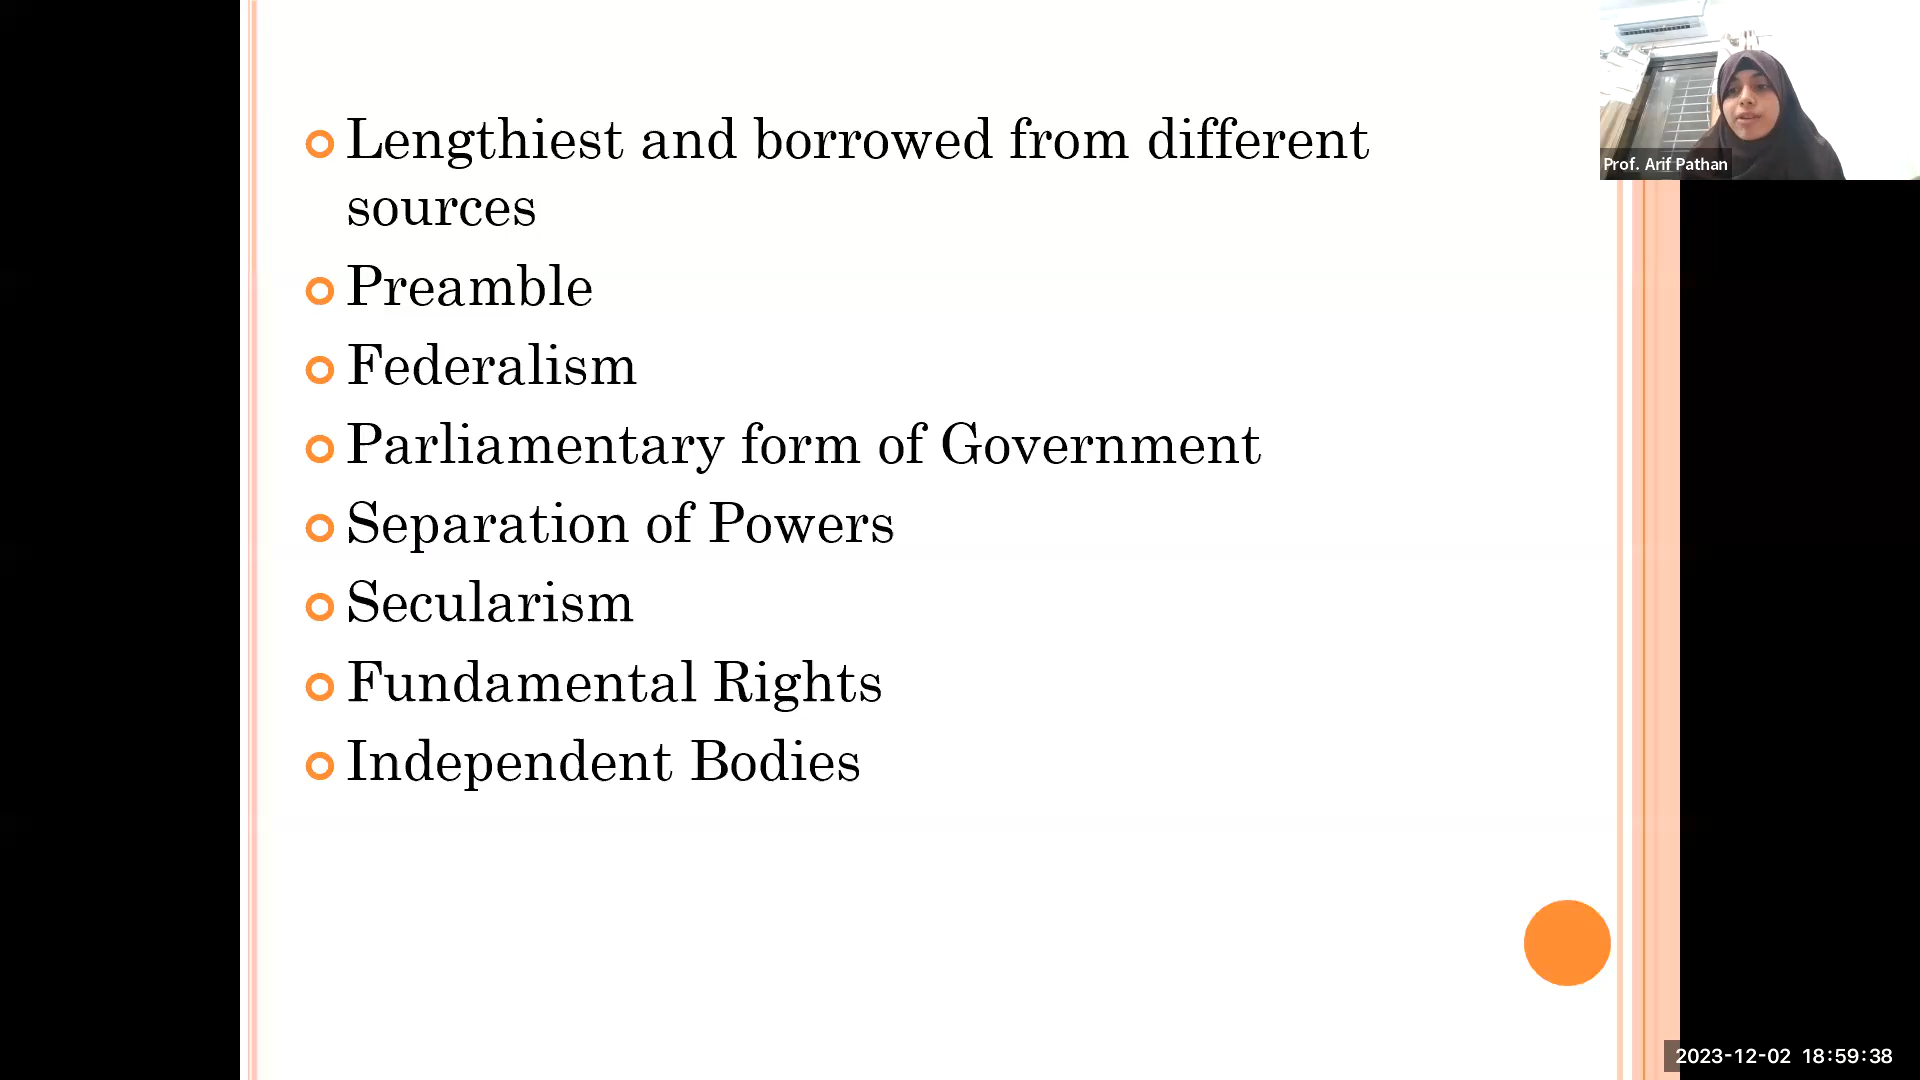 Lengthiest and borrowed from different
sources
Preamble
Federalism
Parliamentary form of Government
Separation of Powers
Secularism
Fundamental Rights
Independent Bodies
Prof. Arif Pathan
2023-12-02 18:59:38